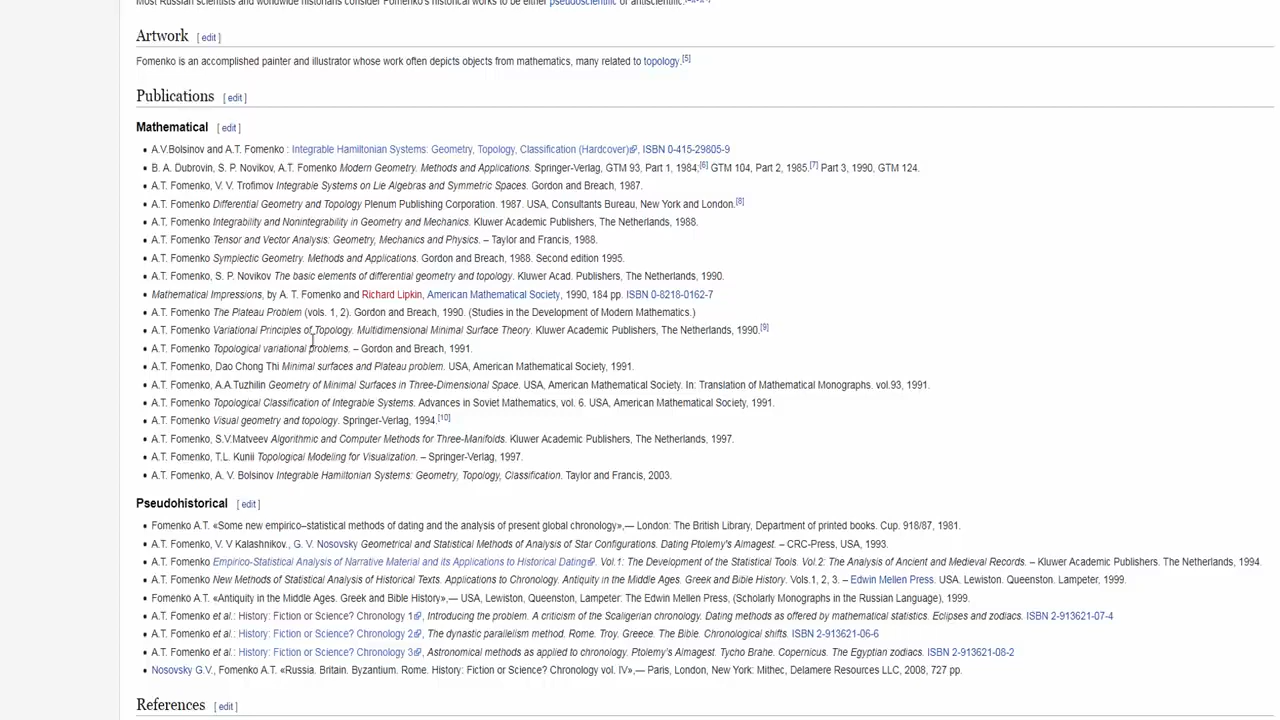 Most Russian scientists and worldwide historians consider Fomenko's historical works to be either pseudoscientific or antiscientific.
Artwork [ edit ]
Fomenko is an accomplished painter and illustrator whose work often depicts objects from mathematics, many related to topology.[5]
Publications [ edit ]
Mathematical [ edit ]
• A.V.Bolsinov and A.T. Fomenko : Integrable Hamiltonian Systems: Geometry, Topology, Classification (Hardcover), ISBN 0-415-29805-9
• B. A. Dubrovin, S. P. Novikov, A.T. Fomenko Modern Geometry. Methods and Applications. Springer-Verlag, GTM 93, Part 1, 1984;[6] GTM 104, Part 2, 1985.[7] Part 3, 1990, GTM 124.
• A.T. Fomenko, V. V. Trofimov Integrable Systems on Lie Algebras and Symmetric Spaces. Gordon and Breach, 1987.
• A.T. Fomenko Differential Geometry and Topology Plenum Publishing Corporation. 1987. USA, Consultants Bureau, New York and London.[8]
• A.T. Fomenko Integrability and Nonintegrability in Geometry and Mechanics. Kluwer Academic Publishers, The Netherlands, 1988.
• A.T. Fomenko Tensor and Vector Analysis: Geometry, Mechanics and Physics. – Taylor and Francis, 1988.
• A.T. Fomenko Symplectic Geometry. Methods and Applications. Gordon and Breach, 1988. Second edition 1995.
• A.T. Fomenko, S. P. Novikov The basic elements of differential geometry and topology. Kluwer Acad. Publishers, The Netherlands, 1990.
• Mathematical Impressions, by A. T. Fomenko and Richard Lipkin, American Mathematical Society, 1990, 184 pp. ISBN 0-8218-0162-7
• A.T. Fomenko The Plateau Problem (vols. 1, 2). Gordon and Breach, 1990. (Studies in the Development of Modern Mathematics.)
• A.T. Fomenko Variational Principles of Topology. Multidimensional Minimal Surface Theory. Kluwer Academic Publishers, The Netherlands, 1990.[9]
• A.T. Fomenko Topological variational problems. – Gordon and Breach, 1991.
• A.T. Fomenko, Dao Chong Thi Minimal surfaces and Plateau problem. USA, American Mathematical Society, 1991.
• A.T. Fomenko, A.A.Tuzhilin Geometry of Minimal Surfaces in Three-Dimensional Space. USA, American Mathematical Society. In: Translation of Mathematical Monographs. vol.93, 1991.
• A.T. Fomenko Topological Classification of Integrable Systems. Advances in Soviet Mathematics, vol. 6. USA, American Mathematical Society, 1991.
• A.T. Fomenko Visual geometry and topology. Springer-Verlag, 1994.[10]
• A.T. Fomenko, S.V.Matveev Algorithmic and Computer Methods for Three-Manifolds. Kluwer Academic Publishers, The Netherlands, 1997.
• A.T. Fomenko, T.L. Kunii Topological Modeling for Visualization. – Springer-Verlag, 1997.
• A.T. Fomenko, A. V. Bolsinov Integrable Hamiltonian Systems: Geometry, Topology, Classification. Taylor and Francis, 2003.
Pseudohistorical [ edit ]
• Fomenko A.T. «Some new empirico–statistical methods of dating and the analysis of present global chronology»,— London: The British Library, Department of printed books. Cup. 918/87, 1981.
• A.T. Fomenko, V. V Kalashnikov., G. V. Nosovsky Geometrical and Statistical Methods of Analysis of Star Configurations. Dating Ptolemy's Almagest. – CRC-Press, USA, 1993.
• A.T. Fomenko Empirico-Statistical Analysis of Narrative Material and its Applications to Historical Dating. Vol.1: The Development of the Statistical Tools. Vol.2: The Analysis of Ancient and Medieval Records. – Kluwer Academic Publishers. The Netherlands, 1994.
• A.T. Fomenko New Methods of Statistical Analysis of Historical Texts. Applications to Chronology. Antiquity in the Middle Ages. Greek and Bible History. Vols.1, 2, 3. – Edwin Mellen Press. USA. Lewiston. Queenston. Lampeter, 1999.
• Fomenko A.T. «Antiquity in the Middle Ages. Greek and Bible History»,— USA, Lewiston, Queenston, Lampeter: The Edwin Mellen Press, (Scholarly Monographs in the Russian Language), 1999.
• A.T. Fomenko et al.: History: Fiction or Science? Chronology 1, Introducing the problem. A criticism of the Scaligerian chronology. Dating methods as offered by mathematical statistics. Eclipses and zodiacs. ISBN 2-913621-07-4
• A.T. Fomenko et al.: History: Fiction or Science? Chronology 2, The dynastic parallelism method. Rome. Troy. Greece. The Bible. Chronological shifts. ISBN 2-913621-06-6
• A.T. Fomenko et al.: History: Fiction or Science? Chronology 3, Astronomical methods as applied to chronology. Ptolemy's Almagest. Tycho Brahe. Copernicus. The Egyptian zodiacs. ISBN 2-913621-08-2
• Nosovsky G.V., Fomenko A.T. «Russia. Britain. Byzantium. Rome. History: Fiction or Science? Chronology vol. IV»,— Paris, London, New York: Mithec, Delamere Resources LLC, 2008, 727 pp.
References [ edit ]